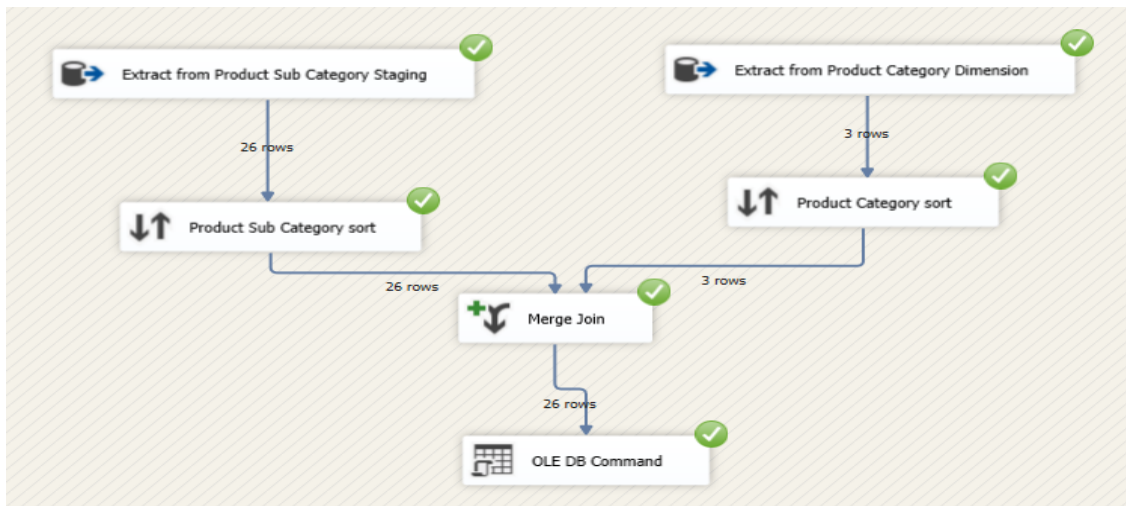 Extract from Product Sub Category Staging
Extract from Product Category Dimension
26 rows
3 rows
Product Sub Category sort
Product Category sort
26 rows
3 rows
Merge Join
26 rows
OLE DB Command